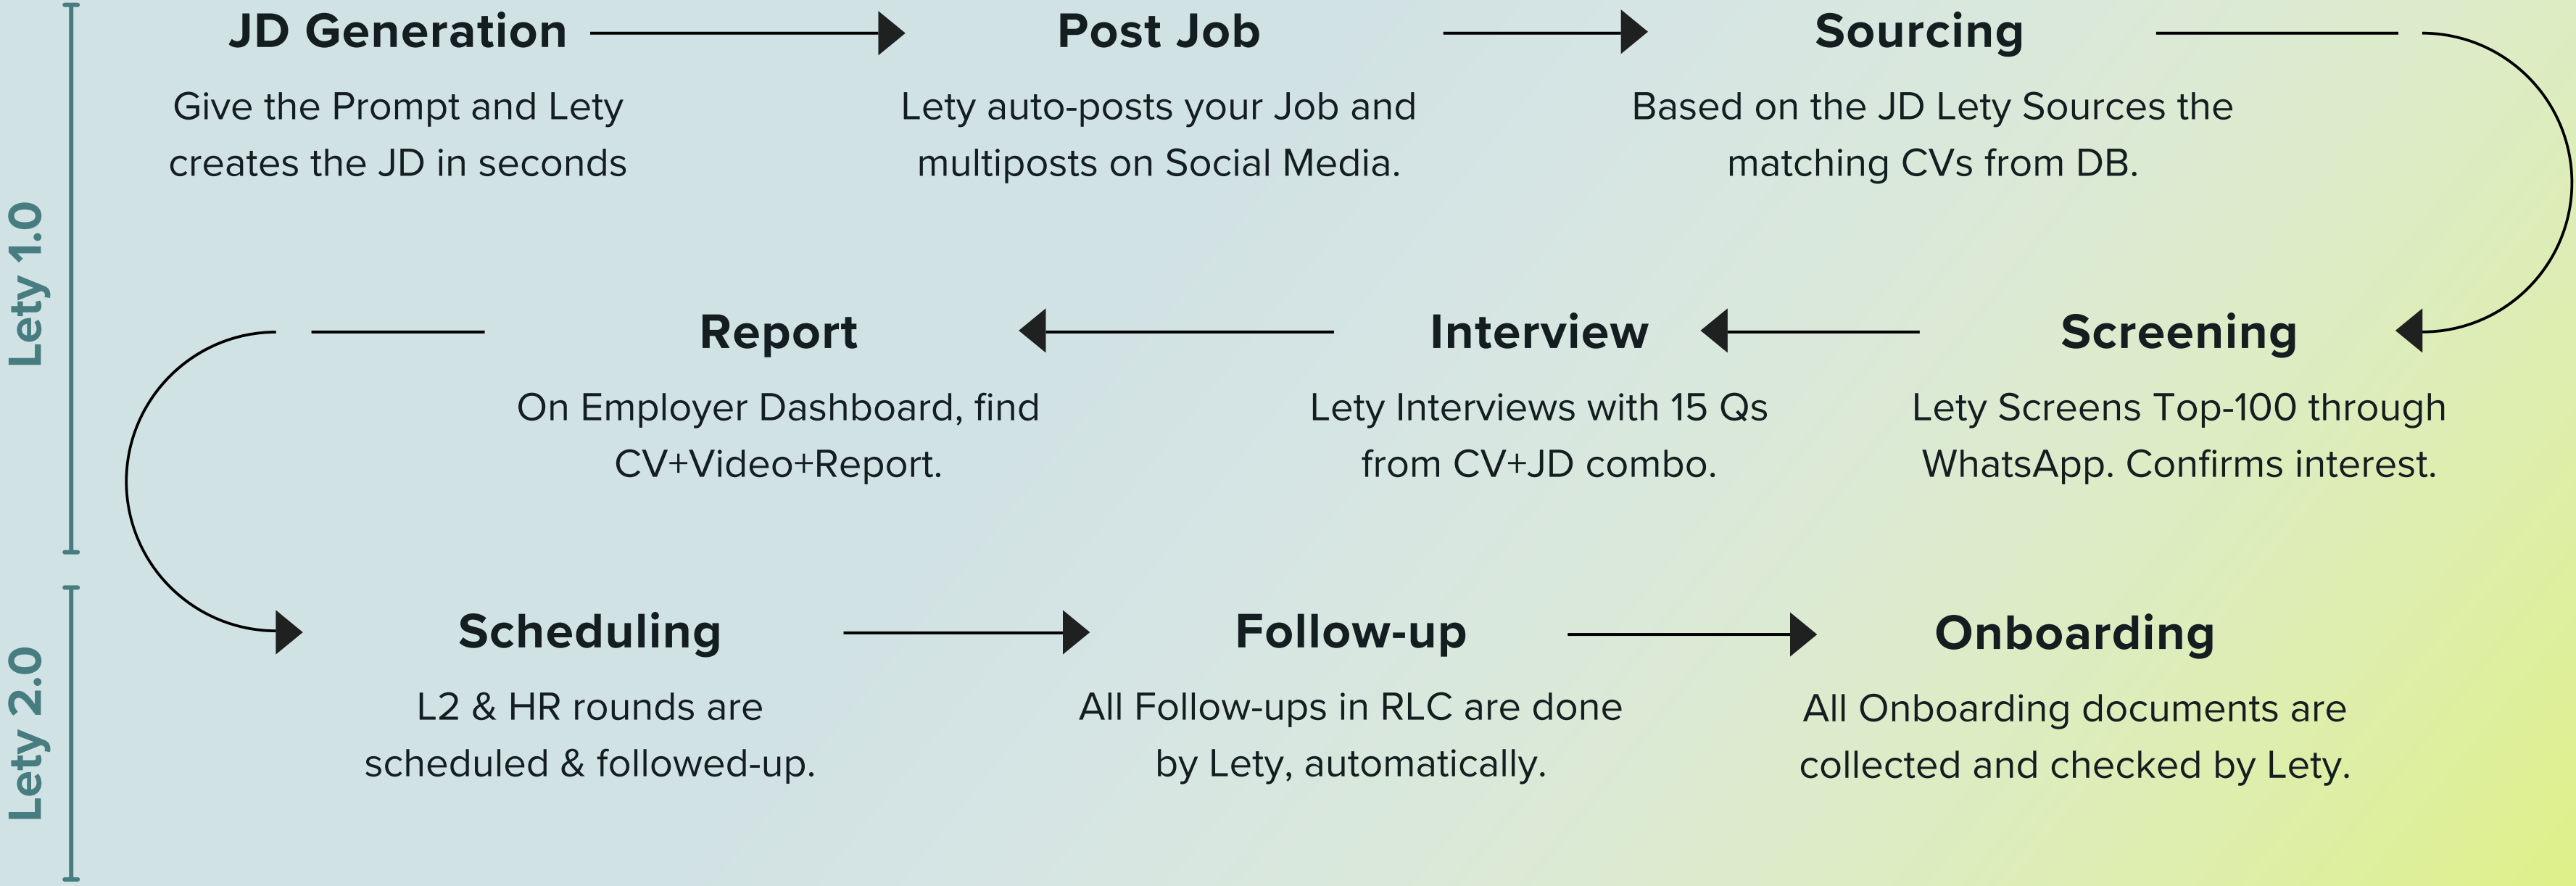 Lety 1.0
JD Generation
Give the Prompt and Lety
creates the JD in seconds
Post Job
Lety auto-posts your Job and
multiposts on Social Media.
Sourcing
Based on the JD Lety Sources the
matching CVs from DB.
Screening
Lety Screens Top-100 through
WhatsApp. Confirms interest.
Interview
Lety Interviews with 15 Qs
from CV+JD combo.
Report
On Employer Dashboard, find
CV+Video+Report.
Lety 2.0
Scheduling
L2 & HR rounds are
scheduled & followed-up.
Follow-up
All Follow-ups in RLC are done
by Lety, automatically.
Onboarding
All Onboarding documents are
collected and checked by Lety.